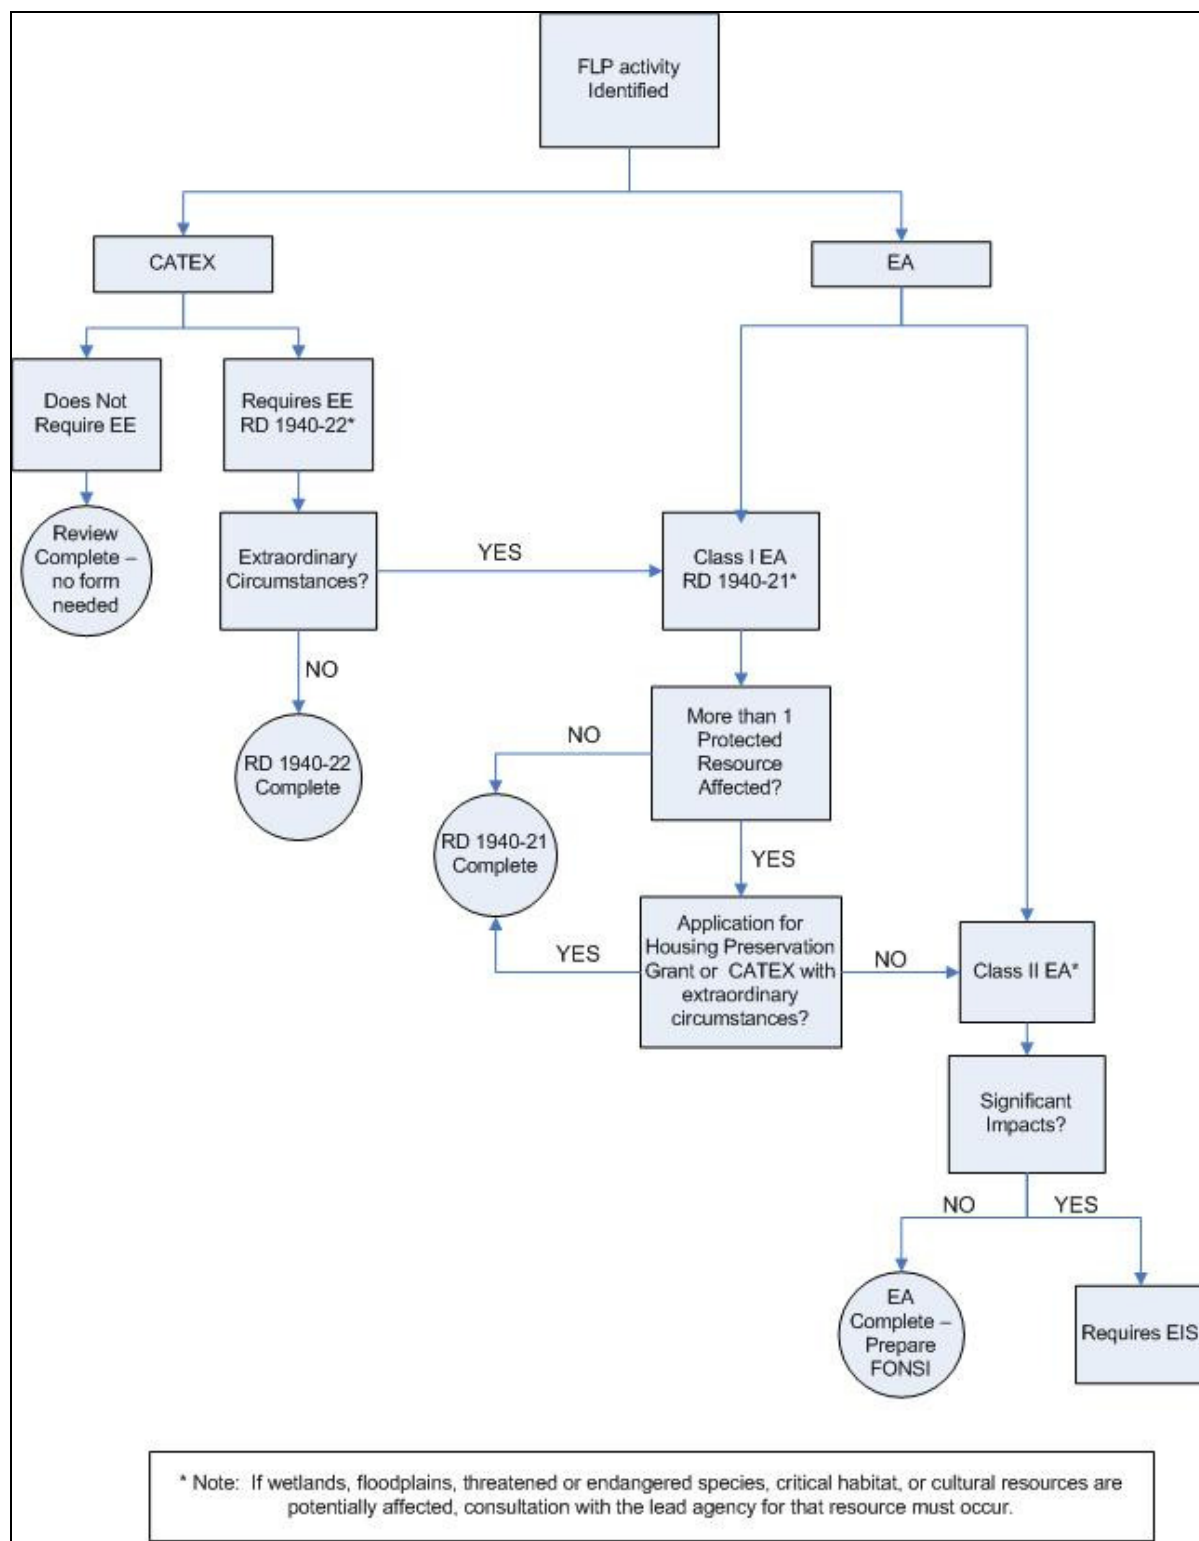 FLP activity
Identified
CATEX
EA
Does Not
Require EE
Requires EE
RD 1940-22*
Review
Complete –
no form
needed
Extraordinary
Circumstances?
YES
Class I EA
RD 1940-21*
NO
RD 1940-22
Complete
More than 1
Protected
Resource
Affected?
NO
RD 1940-21
Complete
YES
Application for
Housing Preservation
Grant or CATEX with
extraordinary
circumstances?
YES
NO
Class II EA*
Significant
Impacts?
NO
YES
EA
Complete –
Prepare
FONSI
Requires EIS
* Note: If wetlands, floodplains, threatened or endangered species, critical habitat, or cultural resources are
potentially affected, consultation with the lead agency for that resource must occur.